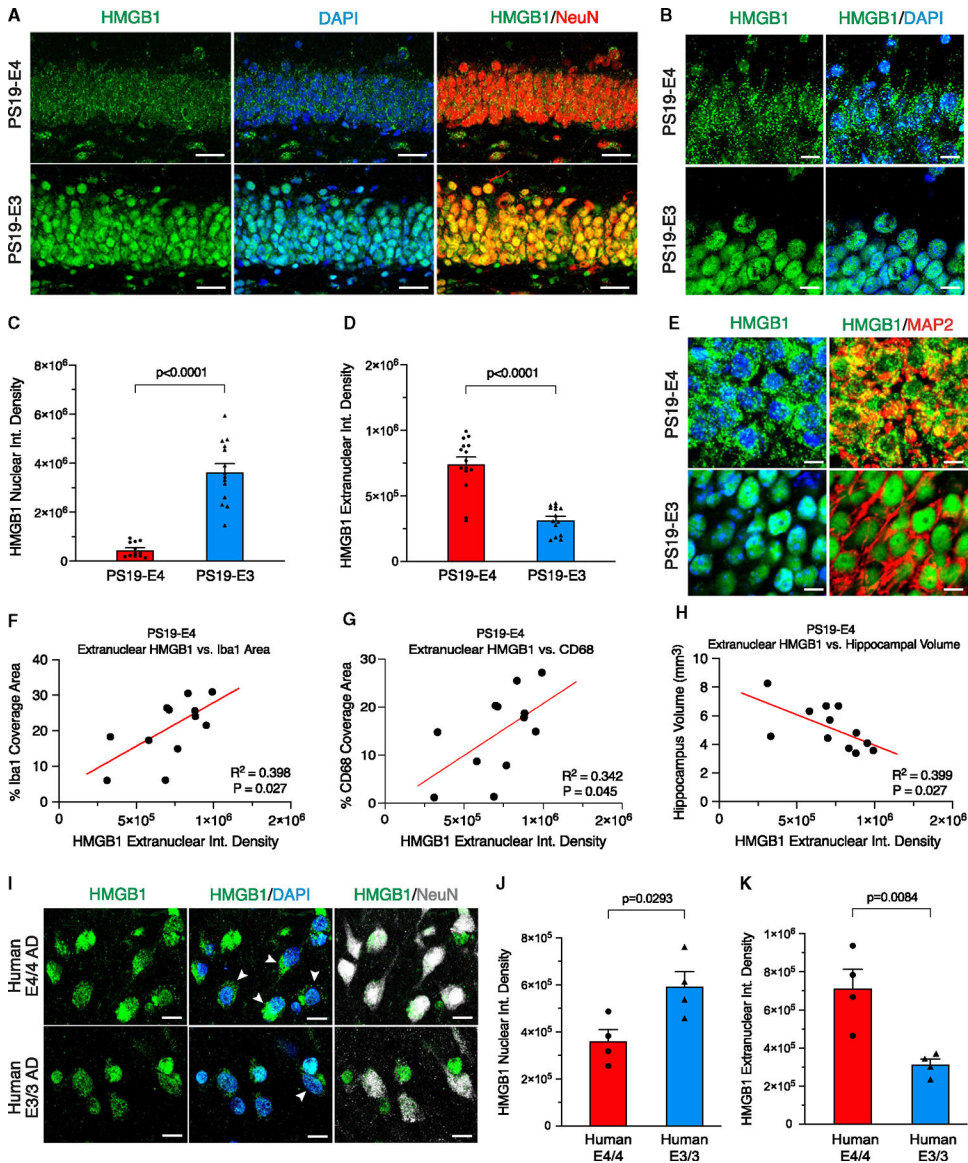 A
HMGB1
DAPI
HMGB1/NeuN
PS19-E4
PS19-E3
B
HMGB1
HMGB1/DAPI
PS19-E4
PS19-E3
C
HMGB1 Nuclear Int. Density
8×10⁶
6×10⁶
4×10⁶
2×10⁶
0
p<0.0001
PS19-E4
PS19-E3
D
HMGB1 Extranuclear Int. Density
2×10⁶
1×10⁶
5×10⁵
0
p<0.0001
PS19-E4
PS19-E3
E
HMGB1
HMGB1/MAP2
PS19-E4
PS19-E3
F
PS19-E4
Extranuclear HMGB1 vs. Iba1 Area
% Iba1 Coverage Area
40
30
20
10
0
R² = 0.398
P = 0.027
0
5×10⁵
1×10⁶
2×10⁶
HMGB1 Extranuclear Int. Density
G
PS19-E4
Extranuclear HMGB1 vs. CD68
% CD68 Coverage Area
30
20
10
0
R² = 0.342
P = 0.045
0
5×10⁵
1×10⁶
2×10⁶
HMGB1 Extranuclear Int. Density
H
PS19-E4
Extranuclear HMGB1 vs. Hippocampal Volume
Hippocampus Volume (mm³)
10
8
6
4
2
0
R² = 0.399
P = 0.027
0
5×10⁵
1×10⁶
2×10⁶
HMGB1 Extranuclear Int. Density
I
HMGB1
HMGB1/DAPI
HMGB1/NeuN
Human
E4/4 AD
Human
E3/3 AD
J
HMGB1 Nuclear Int. Density
8×10⁵
6×10⁵
4×10⁵
2×10⁵
0
p=0.0293
Human
E4/4
Human
E3/3
K
HMGB1 Extranuclear Int. Density
1×10⁶
8×10⁵
6×10⁵
4×10⁵
2×10⁵
0
p=0.0084
Human
E4/4
Human
E3/3